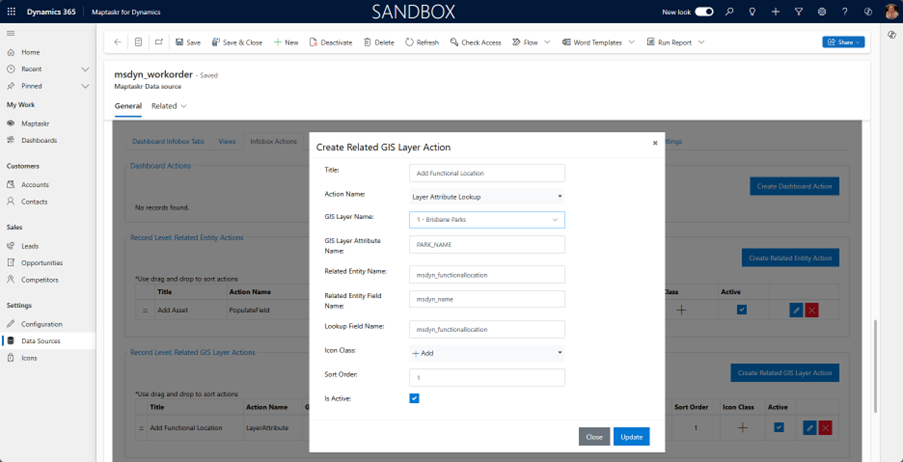 Dynamics 365 Maptaskr for Dynamics SANDBOX New look
Save Save & Close New Deactivate Delete Refresh Check Access Flow Word Templates Run Report Share
Home
Recent
Pinned
My Work
Maptaskr
Dashboards
Customers
Accounts
Contacts
Sales
Leads
Opportunities
Competitors
Settings
Configuration
Data Sources
Icons
msdyn_workorder - Saved
Maptaskr Data source
General Related
Dashboard Infobox Tabs Views Infobox Actions
Dashboard Actions
Create Dashboard Action
No records found.
Record Level: Related Entity Actions
Create Related Entity Action
*Use drag and drop to sort actions
Title Action Name Active
Add Asset PopulateField
Record Level: Related GIS Layer Actions
Create Related GIS Layer Action
*Use drag and drop to sort actions
Title Action Name Sort Order Icon Class Active
Add Functional Location LayerAttribute 1
Create Related GIS Layer Action
Title: Add Functional Location
Action Name: Layer Attribute Lookup
GIS Layer Name: 1 - Brisbane Parks
GIS Layer Attribute
Name: PARK_NAME
Related Entity Name: msdyn_functionallocation
Related Entity Field
Name: msdyn_name
Lookup Field Name: msdyn_functionallocation
Icon Class: + Add
Sort Order: 1
Is Active:
Close Update